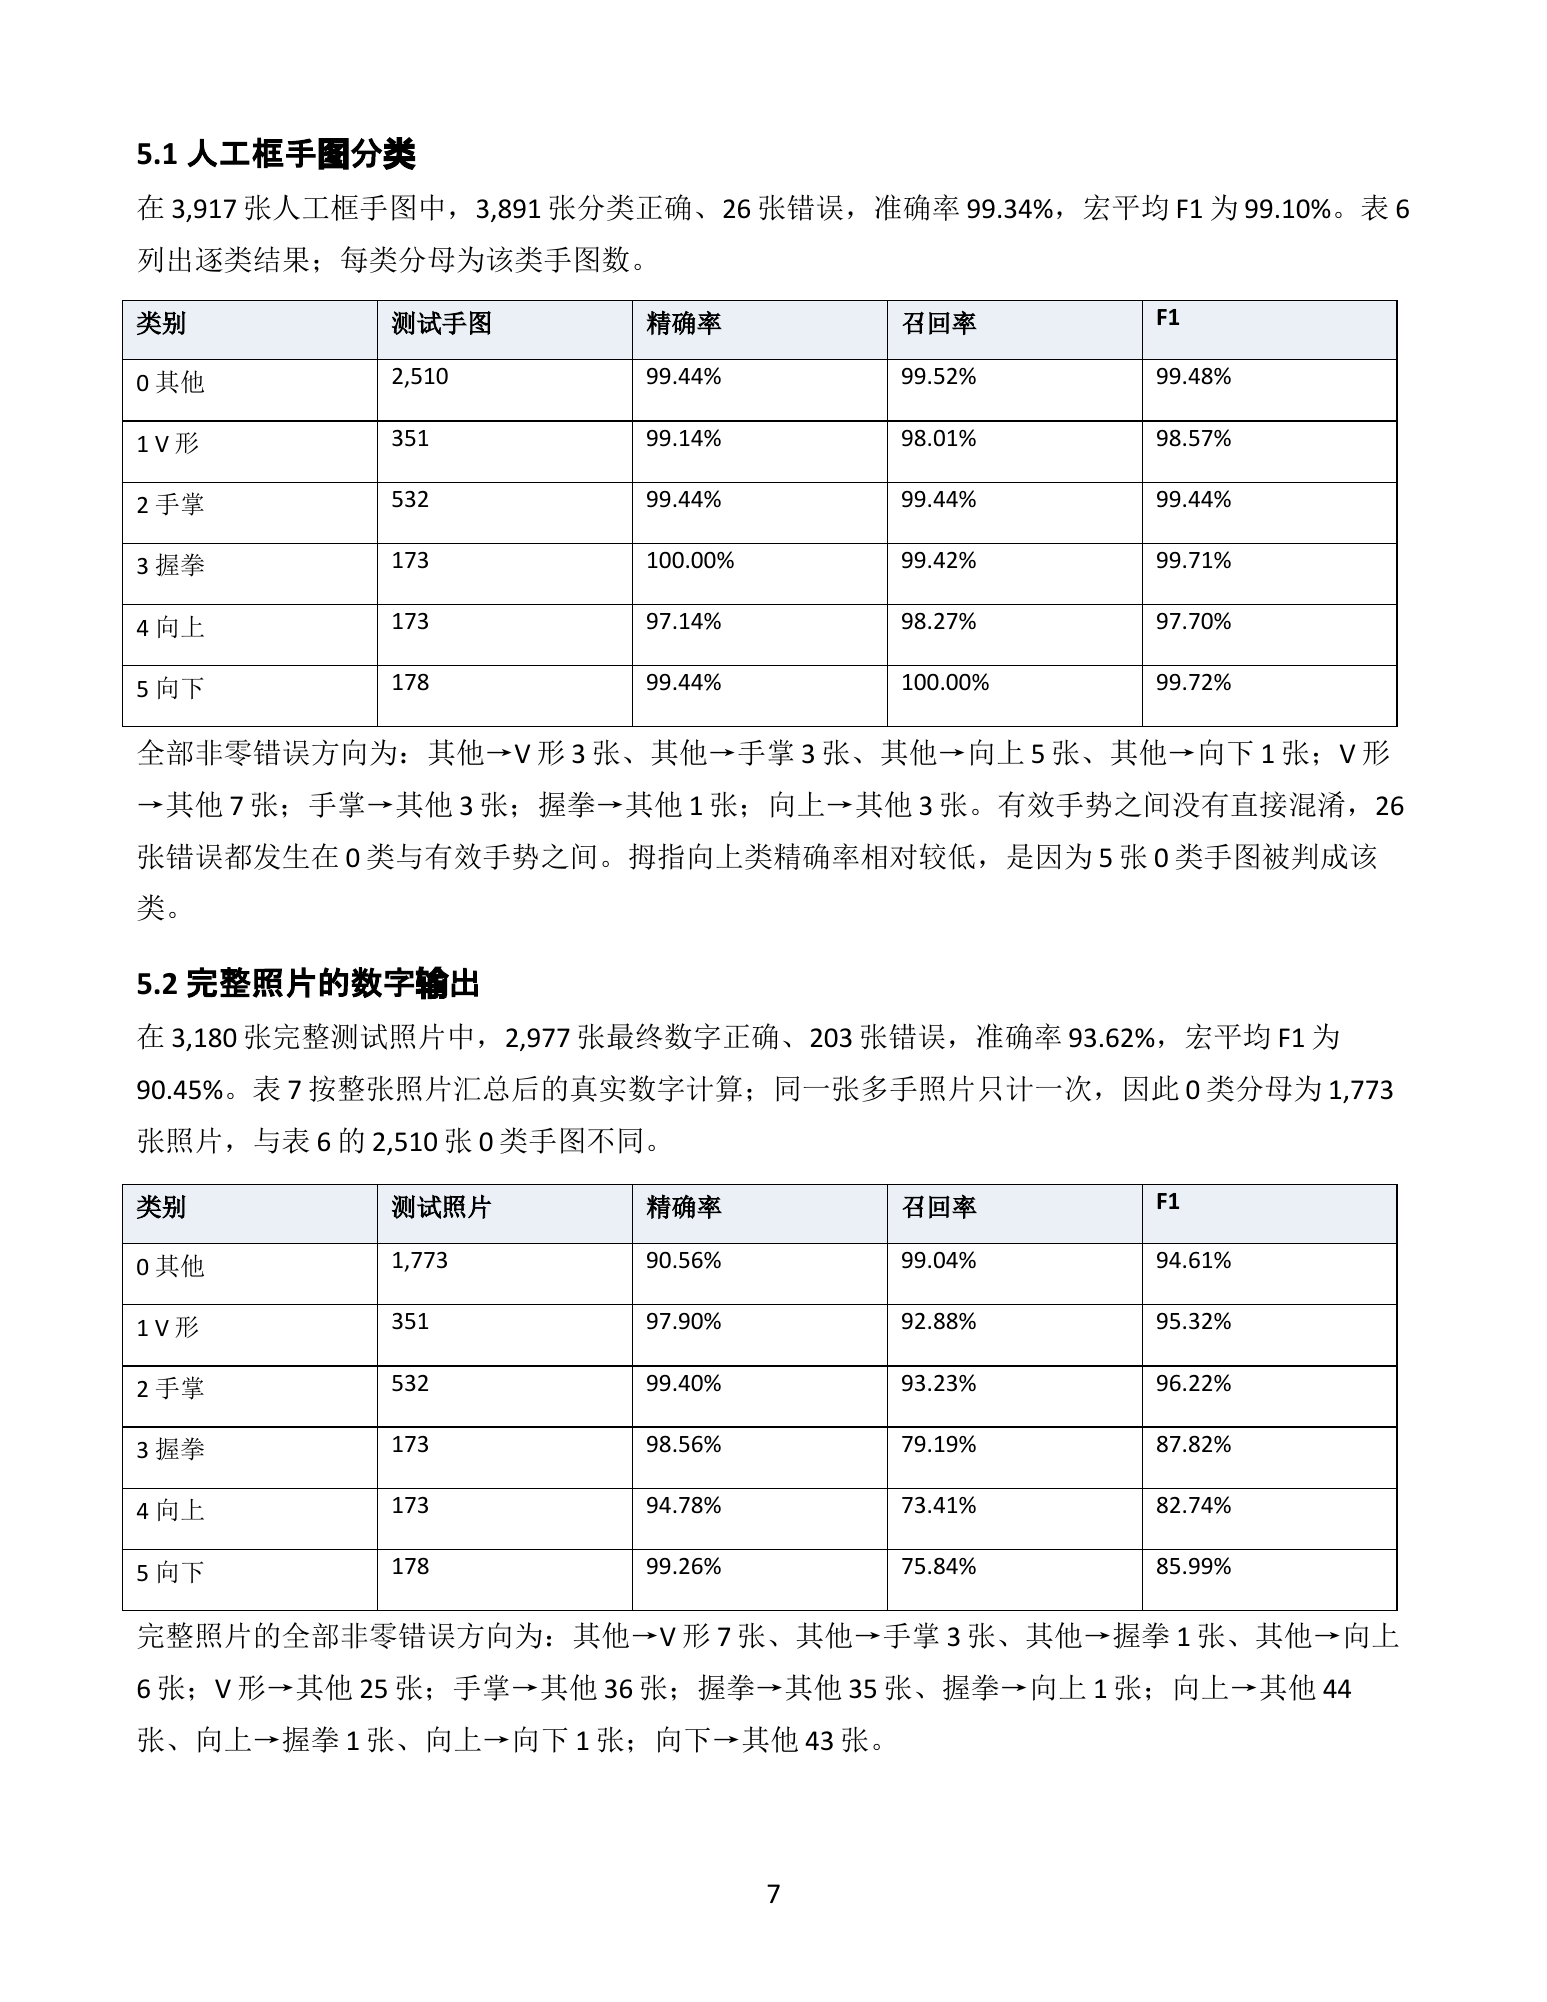 5.1 人工框手图分类
在 3,917 张人工框手图中，3,891 张分类正确、26 张错误，准确率 99.34%，宏平均 F1 为 99.10%。表 6
列出逐类结果；每类分母为该类手图数。
类别 测试手图 精确率 召回率 F1
0 其他 2,510 99.44% 99.52% 99.48%
1 V 形 351 99.14% 98.01% 98.57%
2 手掌 532 99.44% 99.44% 99.44%
3 握拳 173 100.00% 99.42% 99.71%
4 向上 173 97.14% 98.27% 97.70%
5 向下 178 99.44% 100.00% 99.72%
全部非零错误方向为：其他→V 形 3 张、其他→手掌 3 张、其他→向上 5 张、其他→向下 1 张；V 形
→其他 7 张；手掌→其他 3 张；握拳→其他 1 张；向上→其他 3 张。有效手势之间没有直接混淆，26
张错误都发生在 0 类与有效手势之间。拇指向上类精确率相对较低，是因为 5 张 0 类手图被判成该
类。
5.2 完整照片的数字输出
在 3,180 张完整测试照片中，2,977 张最终数字正确、203 张错误，准确率 93.62%，宏平均 F1 为
90.45%。表 7 按整张照片汇总后的真实数字计算；同一张多手照片只计一次，因此 0 类分母为 1,773
张照片，与表 6 的 2,510 张 0 类手图不同。
类别 测试照片 精确率 召回率 F1
0 其他 1,773 90.56% 99.04% 94.61%
1 V 形 351 97.90% 92.88% 95.32%
2 手掌 532 99.40% 93.23% 96.22%
3 握拳 173 98.56% 79.19% 87.82%
4 向上 173 94.78% 73.41% 82.74%
5 向下 178 99.26% 75.84% 85.99%
完整照片的全部非零错误方向为：其他→V 形 7 张、其他→手掌 3 张、其他→握拳 1 张、其他→向上
6 张；V 形→其他 25 张；手掌→其他 36 张；握拳→其他 35 张、握拳→向上 1 张；向上→其他 44
张、向上→握拳 1 张、向上→向下 1 张；向下→其他 43 张。
7